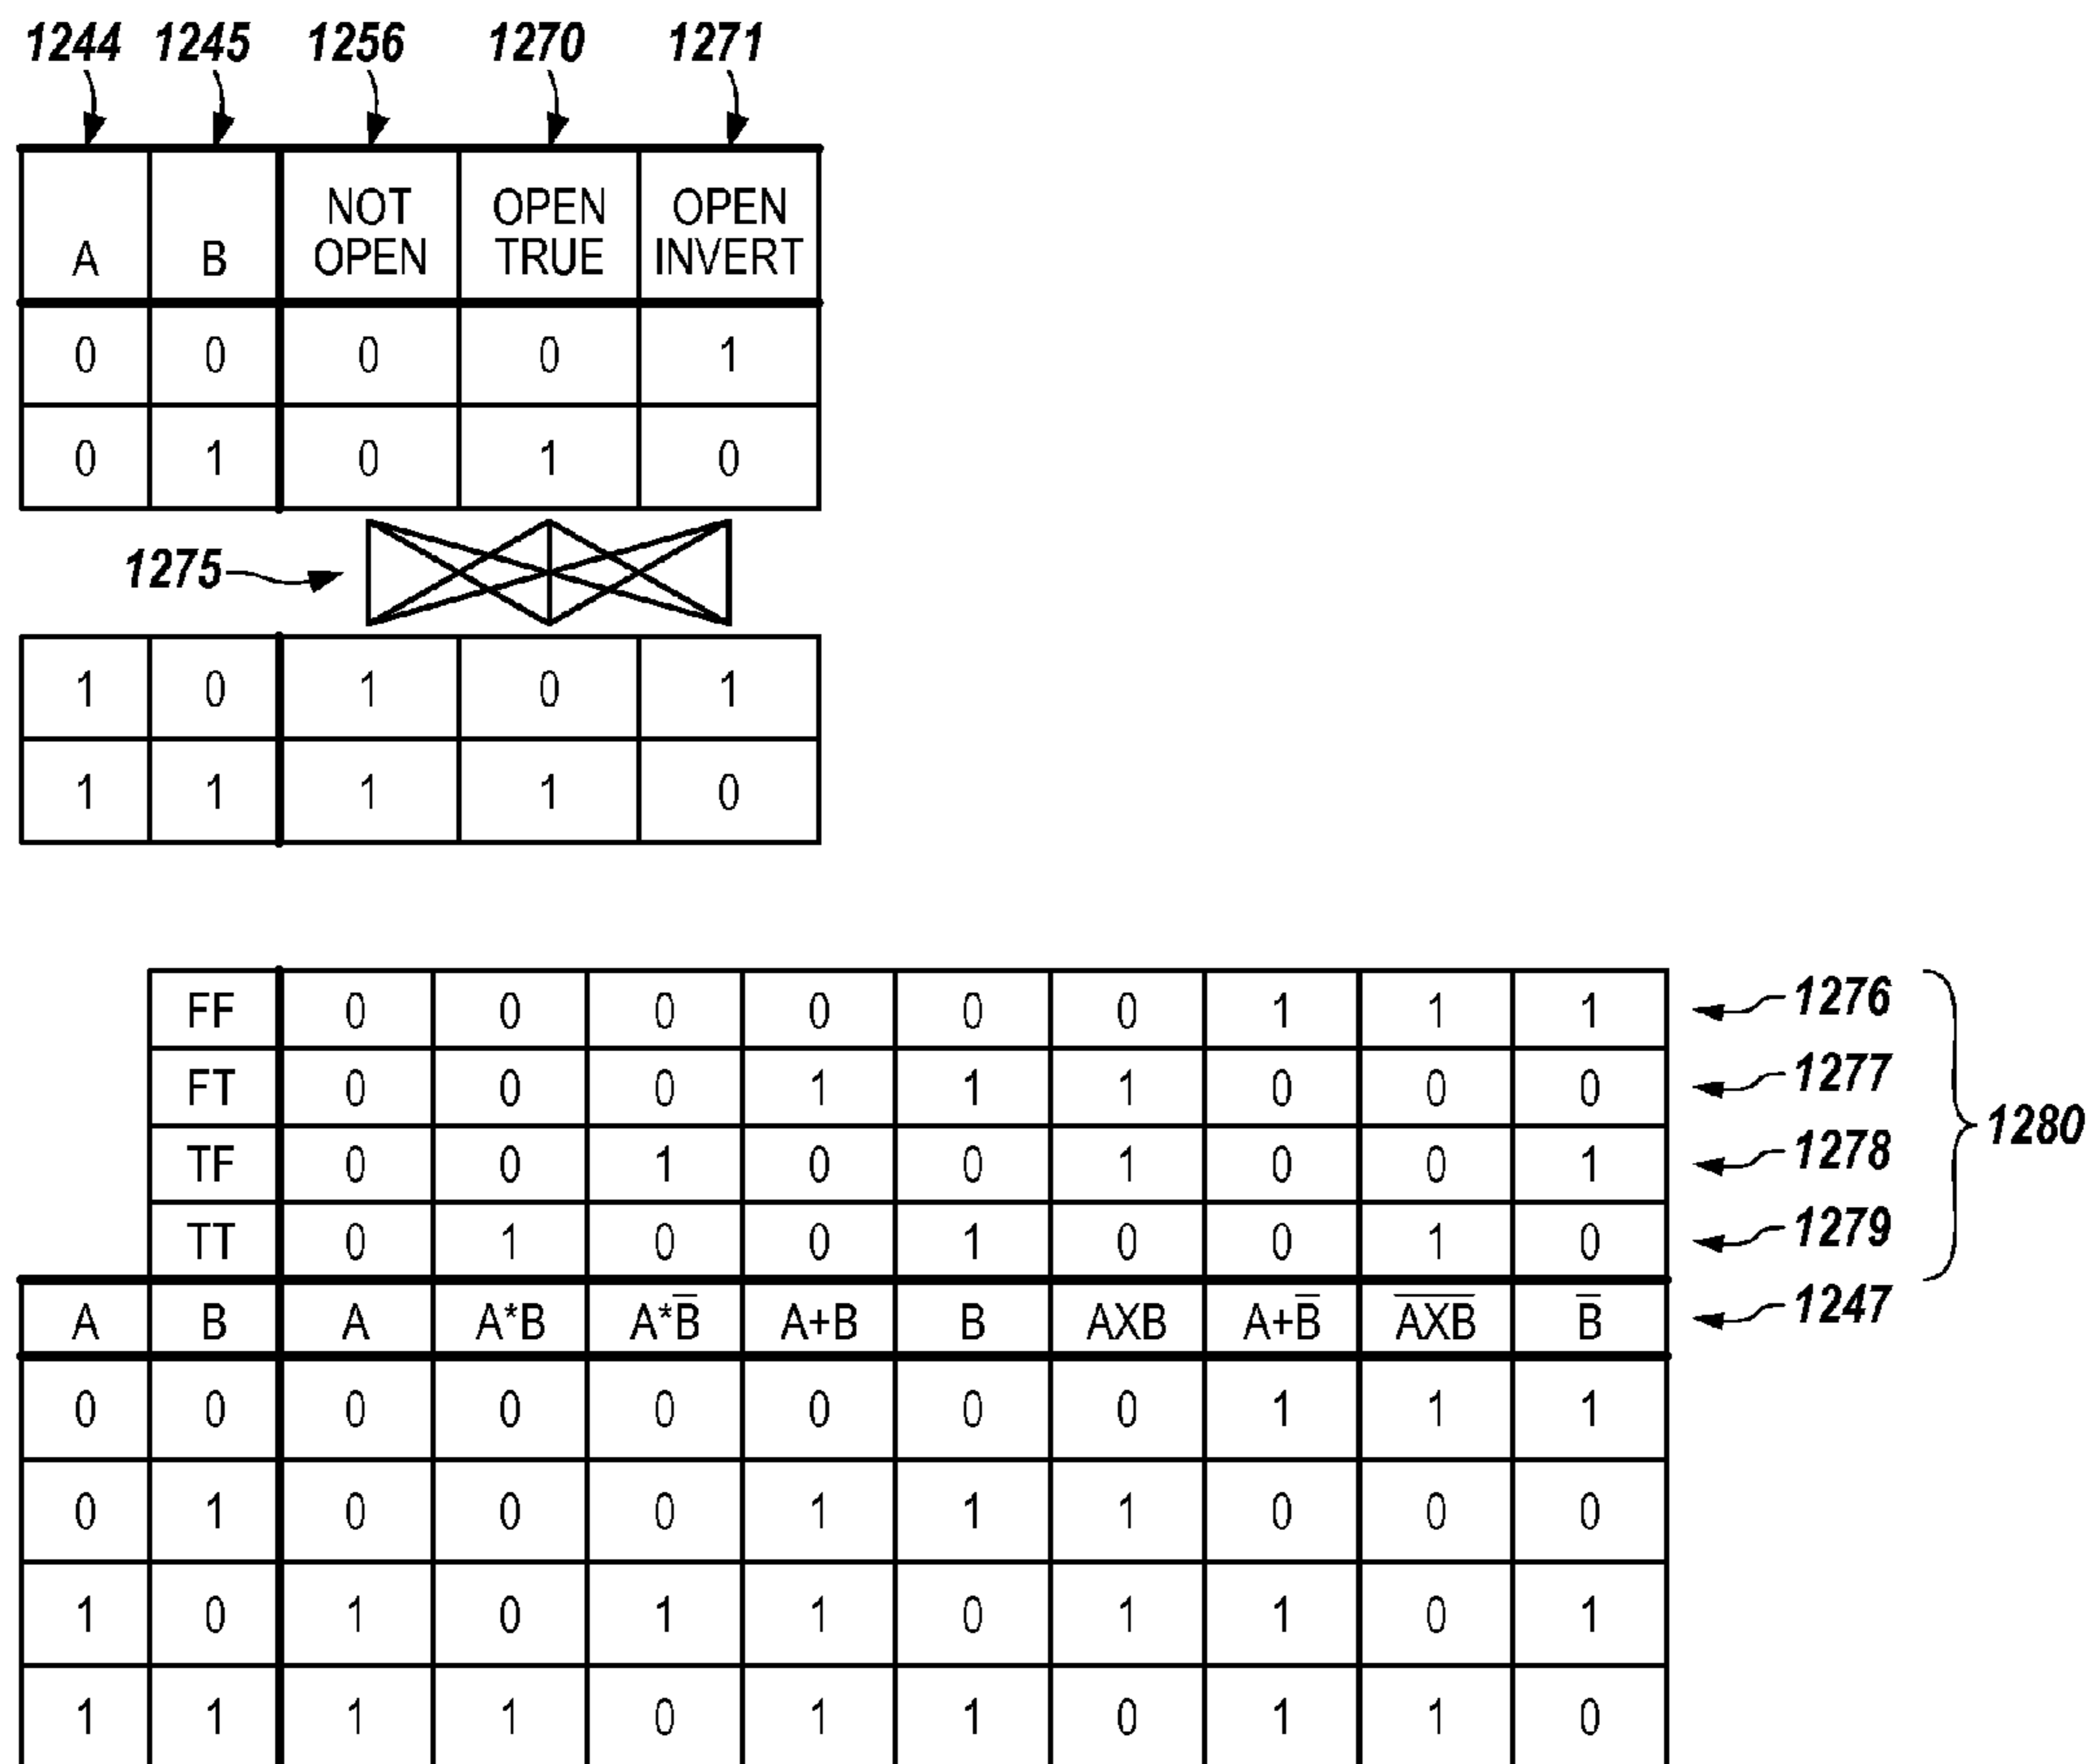 1244 1245 1256 1270 1271
A B NOT OPEN OPEN TRUE OPEN INVERT
0 0 0 0 1
0 1 0 1 0
1275
1 0 1 0 1
1 1 1 1 0
FF 0 0 0 0 0 0 1 1 1 1276
FT 0 0 0 1 1 1 0 0 0 1277
TF 0 0 1 0 0 1 0 0 1 1278
TT 0 1 0 0 1 0 0 1 0 1279
1280
A B A A*B A*B̅ A+B B AXB A+B̅ A̅X̅B̅ B̅ 1247
0 0 0 0 0 0 0 0 1 1 1
0 1 0 0 0 1 1 1 0 0 0
1 0 1 0 1 1 0 1 1 0 1
1 1 1 1 0 1 1 0 1 1 0